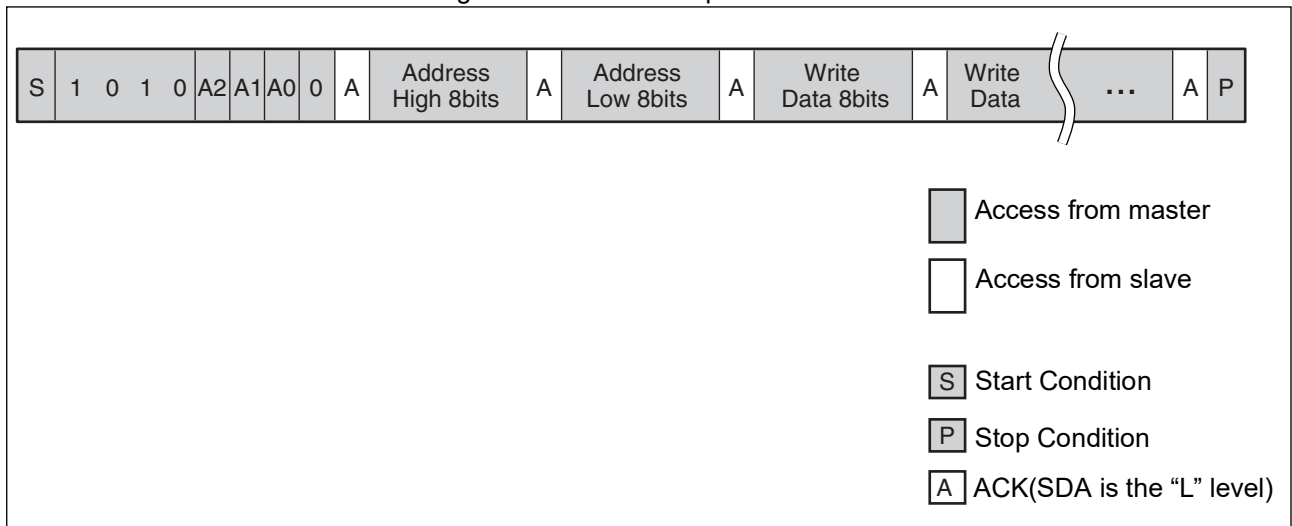 S 1 0 1 0 A2 A1 A0 0 A Address High 8bits A Address Low 8bits A Write Data 8bits A Write Data ... A P
Access from master
Access from slave
S Start Condition
P Stop Condition
A ACK(SDA is the “L” level)